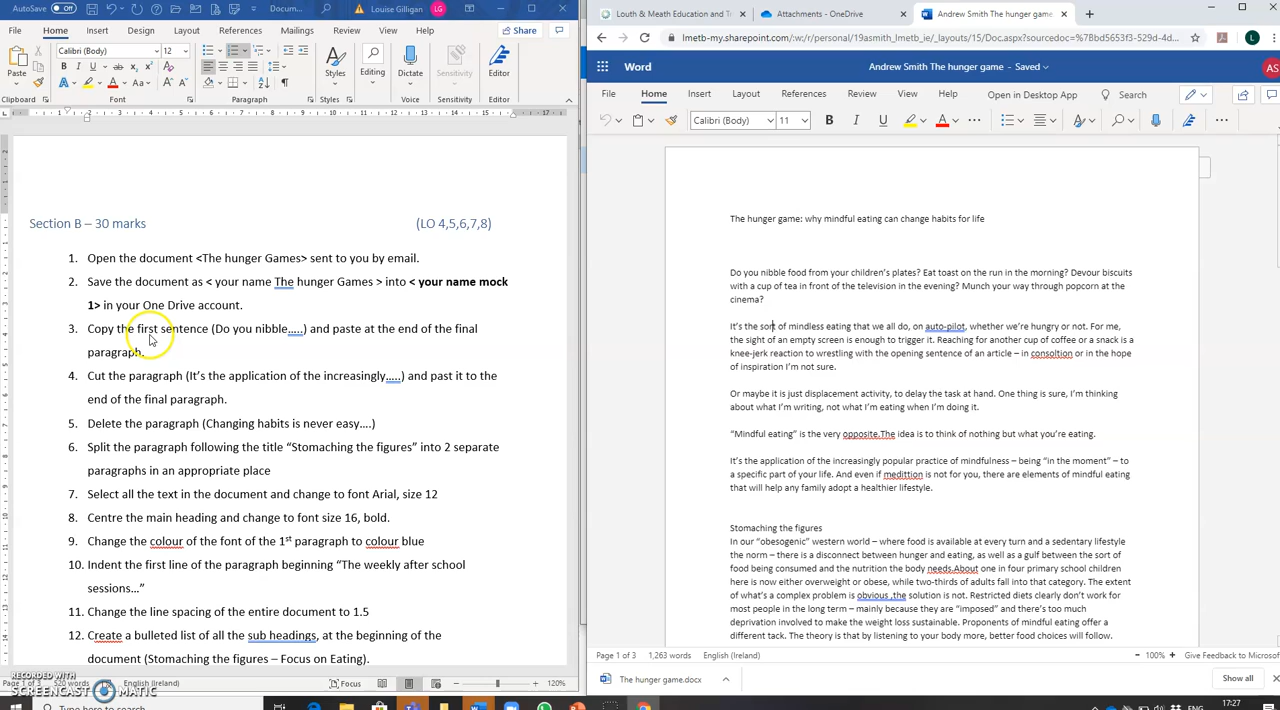 Docum...
Louise Gilligan
LG
File
Home
Insert
Draw
Design
Layout
References
Mailings
Review
View
Help
Share
Paste
Calibri (Body)
12
Styles
Editing
Dictate
Sensitivity
Editor
Clipboard
Font
Paragraph
Styles
Voice
Sensitivity
Editor
Section B – 30 marks (LO 4,5,6,7,8)
1. Open the document <The hunger Games> sent to you by email.
2. Save the document as < your name The hunger Games > into < your name mock
1> in your One Drive account.
3. Copy the first sentence (Do you nibble…..) and paste at the end of the final
paragraph.
4. Cut the paragraph (It's the application of the increasingly…..) and past it to the
end of the final paragraph.
5. Delete the paragraph (Changing habits is never easy….)
6. Split the paragraph following the title “Stomaching the figures” into 2 separate
paragraphs in an appropriate place
7. Select all the text in the document and change to font Arial, size 12
8. Centre the main heading and change to font size 16, bold.
9. Change the colour of the font of the 1st paragraph to colour blue
10. Indent the first line of the paragraph beginning “The weekly after school
sessions…”
11. Change the line spacing of the entire document to 1.5
12. Create a bulleted list of all the sub headings, at the beginning of the
document (Stomaching the figures – Focus on Eating).
Page 1 of 3 520 words English (Ireland) Focus 120%
RECORDED WITH
SCREENCAST MATIC
Type here to search
Louth & Meath Education and Tr
Attachments - OneDrive
Andrew Smith The hunger game
lmetb-my.sharepoint.com/:w:/r/personal/19asmith_lmetb_ie/_layouts/15/Doc.aspx?sourcedoc=%7Bbd5653f3-529d-4d...
L
Word
Andrew Smith The hunger game - Saved
AS
File
Home
Insert
Layout
References
Review
View
Help
Open in Desktop App
Search
Calibri (Body)
11
The hunger game: why mindful eating can change habits for life
Do you nibble food from your children's plates? Eat toast on the run in the morning? Devour biscuits
with a cup of tea in front of the television in the evening? Munch your way through popcorn at the
cinema?
It's the sort of mindless eating that we all do, on auto-pilot, whether we're hungry or not. For me,
the sight of an empty screen is enough to trigger it. Reaching for another cup of coffee or a snack is a
knee-jerk reaction to wrestling with the opening sentence of an article – in consoltion or in the hope
of inspiration I'm not sure.
Or maybe it is just displacement activity, to delay the task at hand. One thing is sure, I'm thinking
about what I'm writing, not what I'm eating when I'm doing it.
“Mindful eating” is the very opposite.The idea is to think of nothing but what you're eating.
It's the application of the increasingly popular practice of mindfulness – being “in the moment” – to
a specific part of your life. And even if medittion is not for you, there are elements of mindful eating
that will help any family adopt a healthier lifestyle.
Stomaching the figures
In our “obesogenic” western world – where food is available at every turn and a sedentary lifestyle
the norm – there is a disconnect between hunger and eating, as well as a gulf between the sort of
food being consumed and the nutrition the body needs.About one in four primary school children
here is now either overweight or obese, while two-thirds of adults fall into that category. The extent
of what's a complex problem is obvious ,the solution is not. Restricted diets clearly don't work for
most people in the long term – mainly because they are “imposed” and there's too much
deprivation involved to make the weight loss sustainable. Proponents of mindful eating offer a
different tack. The theory is that by listening to your body more, better food choices will follow.
Page 1 of 3 1,263 words English (Ireland) 100% Give Feedback to Microsof
The hunger game.docx
Show all
ENG
17:27